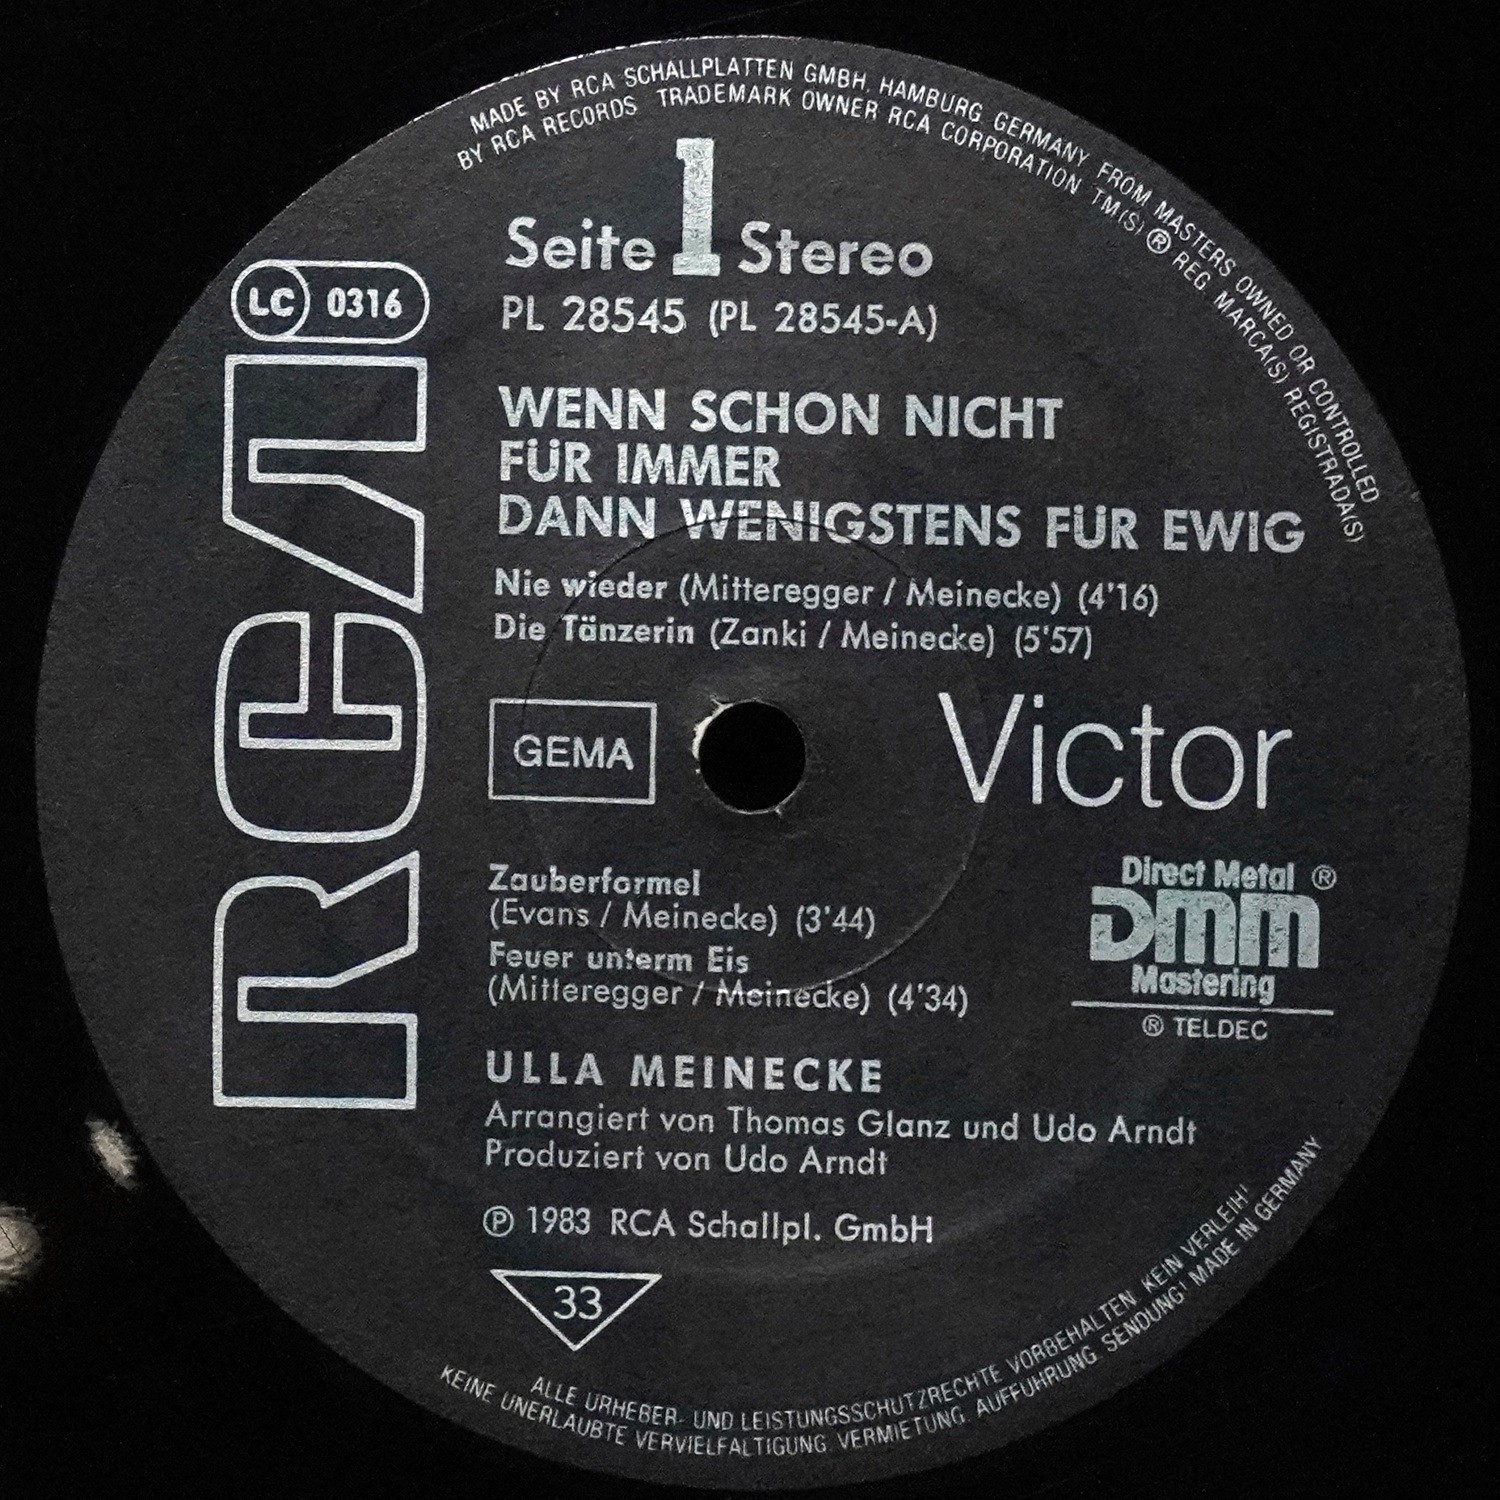 MADE BY RCA SCHALLPLATTEN GMBH, HAMBURG, GERMANY FROM MASTERS OWNED OR CONTROLLED
BY RCA RECORDS TRADEMARK OWNER RCA CORPORATION TM(S) ® REG. MARCA(S) REGISTRADA(S)
Seite 1 Stereo
PL 28545 (PL 28545-A)
LC 0316
RCA
WENN SCHON NICHT
FÜR IMMER
DANN WENIGSTENS FÜR EWIG
Nie wieder (Mitteregger / Meinecke) (4'16)
Die Tänzerin (Zanki / Meinecke) (5'57)
GEMA
Victor
Zauberformel
(Evans / Meinecke) (3'44)
Feuer unterm Eis
(Mitteregger / Meinecke) (4'34)
Direct Metal ®
DMM
Mastering
® TELDEC
ULLA MEINECKE
Arrangiert von Thomas Glanz und Udo Arndt
Produziert von Udo Arndt
℗ 1983 RCA Schallpl. GmbH
33
ALLE URHEBER- UND LEISTUNGSSCHUTZRECHTE VORBEHALTEN. KEIN VERLEIH!
KEINE UNERLAUBTE VERVIELFALTIGUNG. VERMIETUNG. AUFFUHRUNG. SENDUNG! MADE IN GERMANY